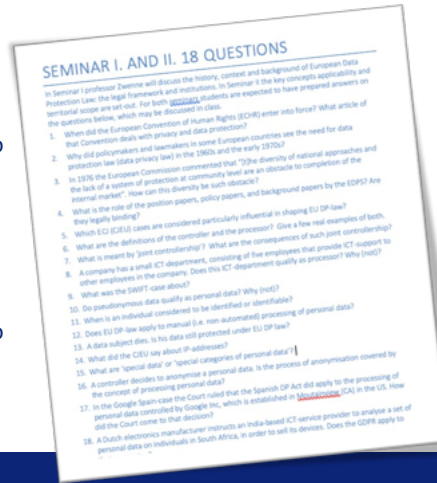 SEMINAR I. AND II. 18 QUESTIONS
In Seminar I professor Zwenne will discuss the history, context and background of European Data
Protection Law: the legal framework and institutions. In Seminar II the key concepts applicability and
territorial scope are set-out. For both seminars students are expected to have prepared answers on
the questions below, which may be discussed in class.
1. When did the European Convention of Human Rights (ECHR) enter into force? What article of
that Convention deals with privacy and data protection?
2. Why did policymakers and lawmakers in some European countries see the need for data
protection law (data privacy law) in the 1960s and the early 1970s?
3. In 1976 the European Commission commented that "[t]he diversity of national approaches and
the lack of a system of protection at community level are an obstacle to completion of the
internal market". How can this diversity be such obstacle?
4. What is the role of the position papers, policy papers, and background papers by the EDPS? Are
they legally binding?
5. Which ECJ (CJEU) cases are considered particularly influential in shaping EU DP-law?
6. What are the definitions of the controller and the processor? Give a few real examples of both.
7. What is meant by 'joint controllership'? What are the consequences of such joint controllership?
8. A company has a small ICT-department, consisting of five employees that provide ICT-support to
other employees in the company. Does this ICT-department qualify as processor? Why (not)?
9. What was the SWIFT-case about?
10. Do pseudonymous data qualify as personal data? Why (not)?
11. When is an individual considered to be identified or identifiable?
12. Does EU DP-law apply to manual (i.e. non-automated) processing of personal data?
13. A data subject dies. Is his data still protected under EU DP law?
14. What did the CJEU say about IP-addresses?
15. What are 'special data' or 'special categories of personal data'?
16. A controller decides to anonymise a personal data. Is the process of anonymisation covered by
the concept of processing personal data?
17. In the Google Spain-case the Court ruled that the Spanish DP Act did apply to the processing of
personal data controlled by Google Inc, which is established in (CA) in the US. How
did the Court come to that decision?
18. A Dutch electronics manufacturer instructs an India-based ICT-service provider to analyse a set of
personal data on individuals in South Africa, in order to sell its devices. Does the GDPR apply to